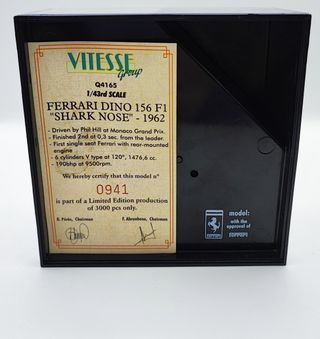 VITESSE
Group
Q4165
1/43rd SCALE
FERRARI DINO 156 F1
"SHARK NOSE" - 1962
- Driven by Phil Hill at Monaco Grand Prix.
- Finished 2nd at 0,3 sec. from the leader.
- First single seat Ferrari with rear-mounted
engine
- 6 cylinders V type at 120°, 1476,6 cc.
- 190bhp at 9500rpm.
We hereby certify that this model nº
0941
is part of a Limited Edition production
of 3000 pcs only.
Chairman
Chairman
model:
with the
approval of
Ferrari